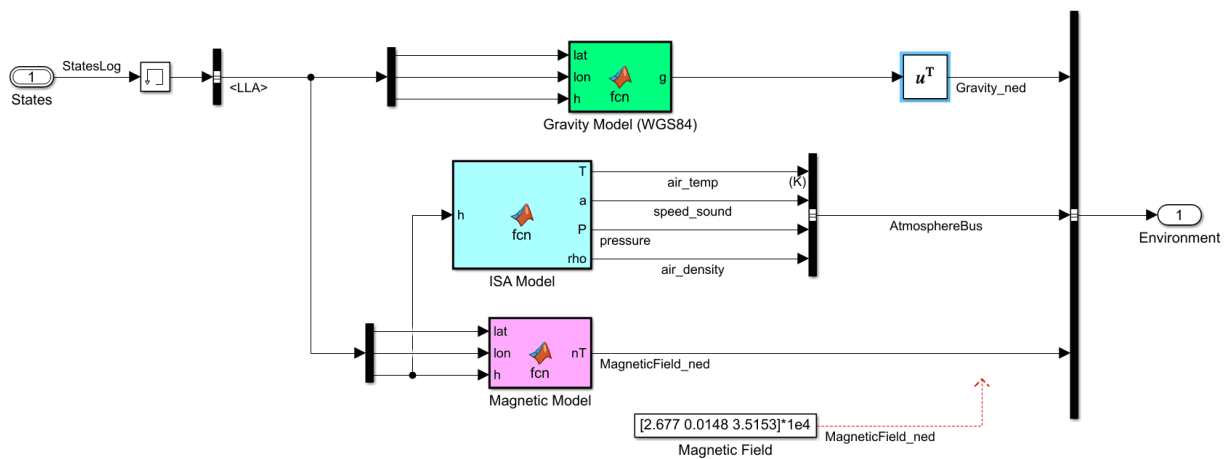 1
StatesLog
States
<LLA>
lat
lon
h
fcn
g
Gravity Model (WGS84)
uT
Gravity_ned
h
fcn
T
a
P
rho
ISA Model
air_temp
(K)
speed_sound
pressure
air_density
AtmosphereBus
1
Environment
lat
lon
h
fcn
nT
Magnetic Model
MagneticField_ned
[2.677 0.0148 3.5153]*1e4
MagneticField_ned
Magnetic Field